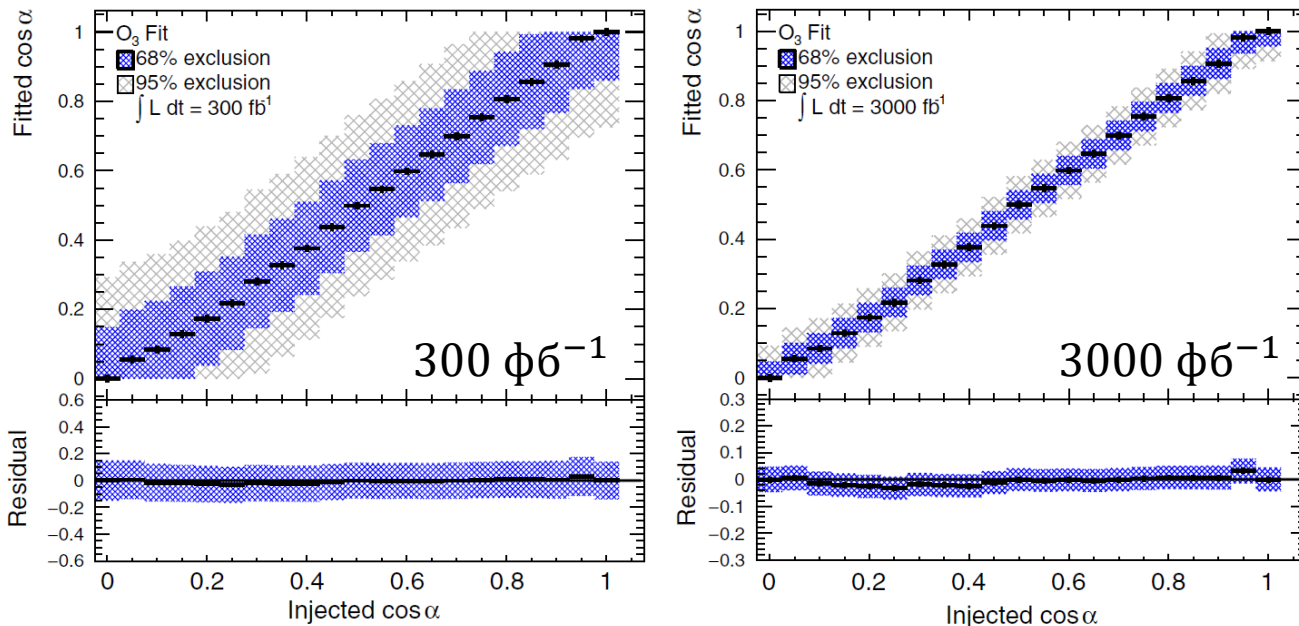 O₃ Fit
68% exclusion
95% exclusion
∫ L dt = 300 fb¹
Fitted cos α
1
0.8
0.6
0.4
0.2
0
300 фб⁻¹
Residual
0.6
0.4
0.2
0
−0.2
−0.4
−0.6
0 0.2 0.4 0.6 0.8 1
Injected cos α
O₃ Fit
68% exclusion
95% exclusion
∫ L dt = 3000 fb¹
Fitted cos α
1
0.8
0.6
0.4
0.2
0
3000 фб⁻¹
Residual
0.3
0.2
0.1
0
−0.1
−0.2
−0.3
0 0.2 0.4 0.6 0.8 1
Injected cos α